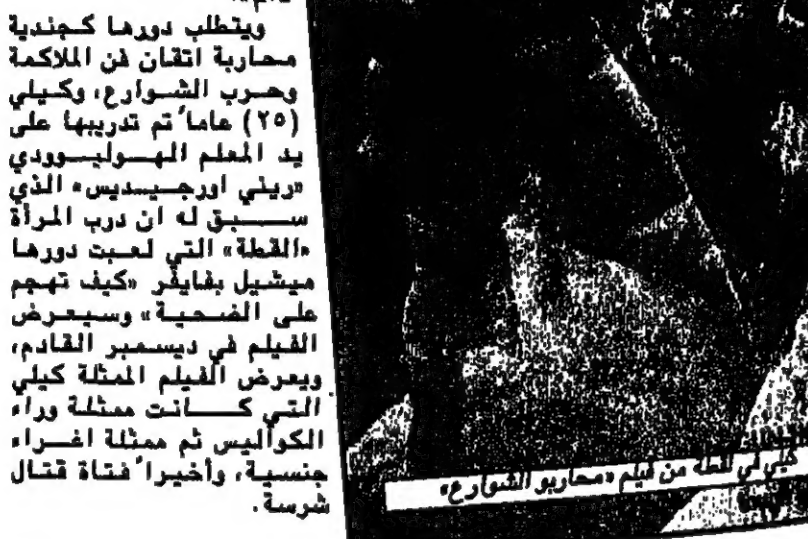 ويتطلب دورها كجندية
محاربة اتقان فن الملاكمة
وحرب الشوارع، وكيلي
(٢٥) عاماً تم تدريبها على
يد المعلم الهوليوودي
«ريني اورجيديس» الذي
سبق له ان درب المرأة
«القطة» التي لعبت دورها
ميشيل بفايفر «كيف تهجم
على الضحية» وسيعرض
الفيلم في ديسمبر القادم،
ويعرض الفيلم الممثلة كيلي
التي كانت ممثلة وراء
الكواليس ثم ممثلة اغراء
جنسية، وأخيراً فتاة قتال
شرسة.
كيلي في لقطة من فيلم «محاربو الشوارع»